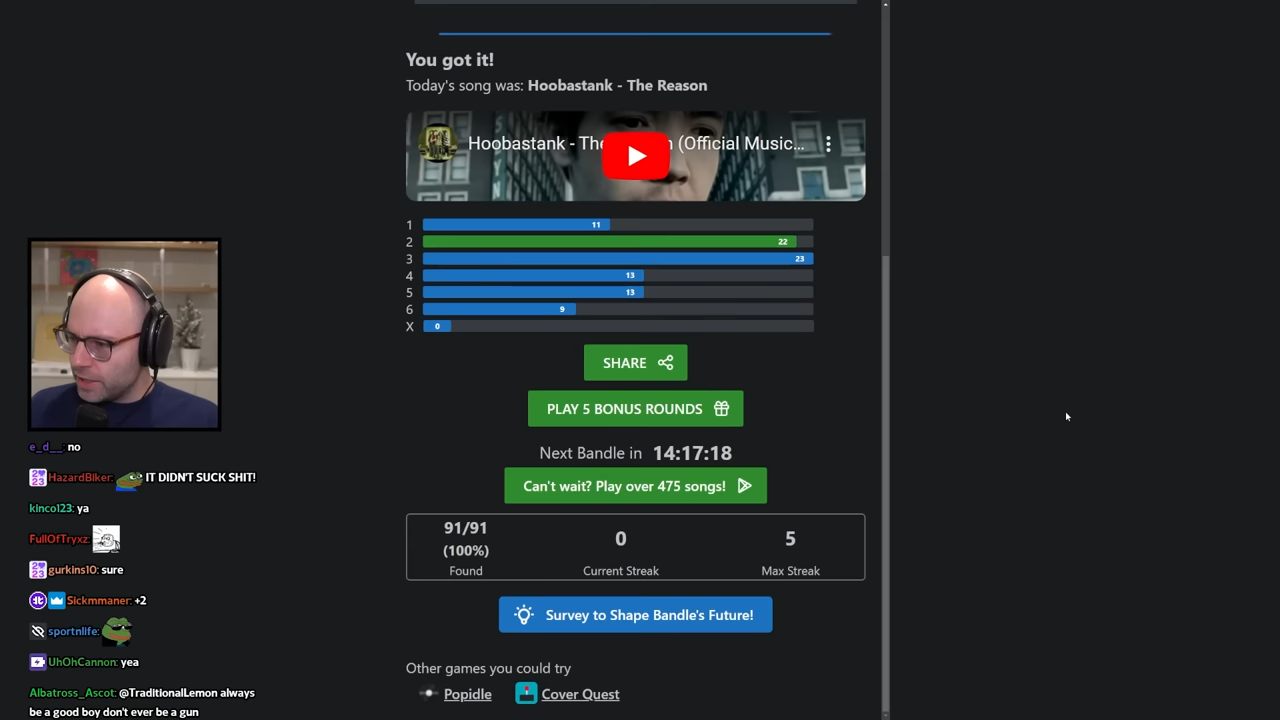 You got it!
Today's song was: Hoobastank - The Reason
Hoobastank - The (Official Music...
1 11
2 22
3 23
4 13
5 13
6 9
X 0
SHARE
PLAY 5 BONUS ROUNDS
Next Bandle in 14:17:18
Can't wait? Play over 475 songs!
91/91
(100%)
Found
0
Current Streak
5
Max Streak
Survey to Shape Bandle's Future!
Other games you could try
Popidle Cover Quest
e_d__: no
HazardBiker: IT DIDN'T SUCK SHIT!
kinco123: ya
FullOfTryxz:
gurkins10: sure
Sickmmaner: +2
sportnlife:
UhOhCannon: yea
Albatross_Ascot: @TraditionalLemon always
be a good boy don't ever be a gun